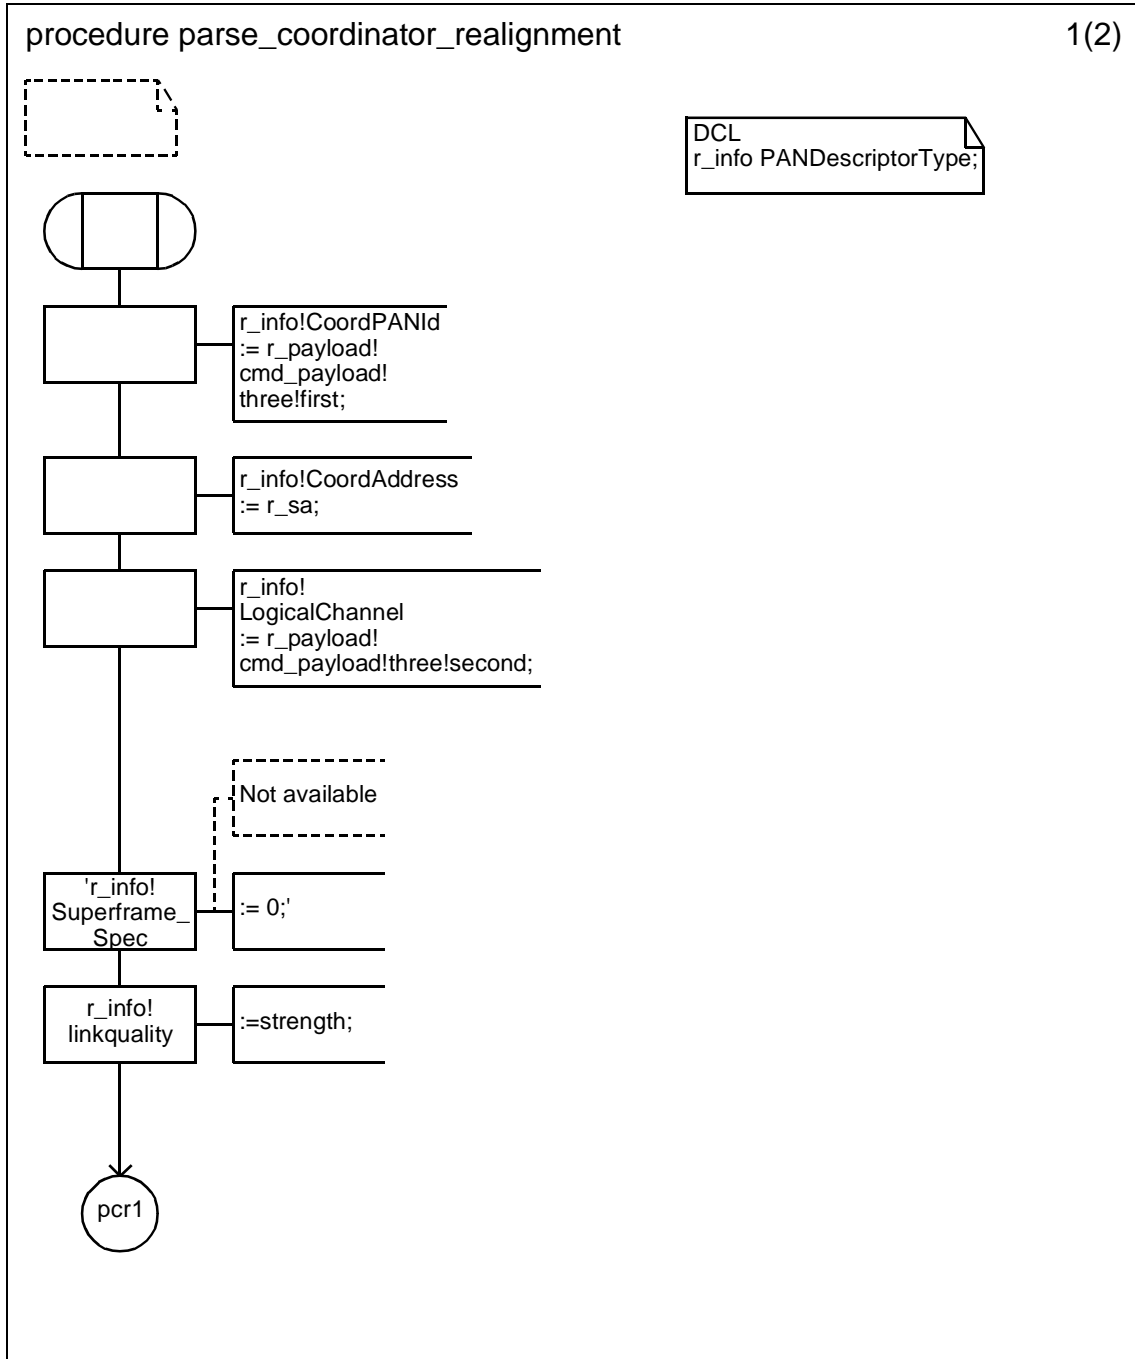 procedure parse_coordinator_realignment
1(2)
DCL
r_info PANDescriptorType;
r_info!CoordPANId
:= r_payload!
cmd_payload!
three!first;
r_info!CoordAddress
:= r_sa;
r_info!
LogicalChannel
:= r_payload!
cmd_payload!three!second;
Not available
'r_info!
Superframe_
Spec
:= 0;'
r_info!
linkquality
:=strength;
pcr1